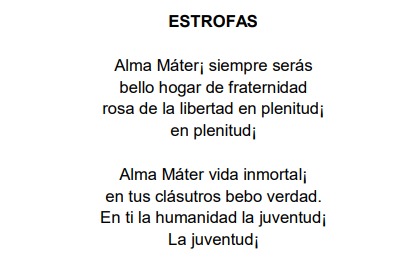 ESTROFAS
Alma Máter¡ siempre serás
bello hogar de fraternidad
rosa de la libertad en plenitud¡
en plenitud¡
Alma Máter vida inmortal¡
en tus clásutros bebo verdad.
En ti la humanidad la juventud¡
La juventud¡